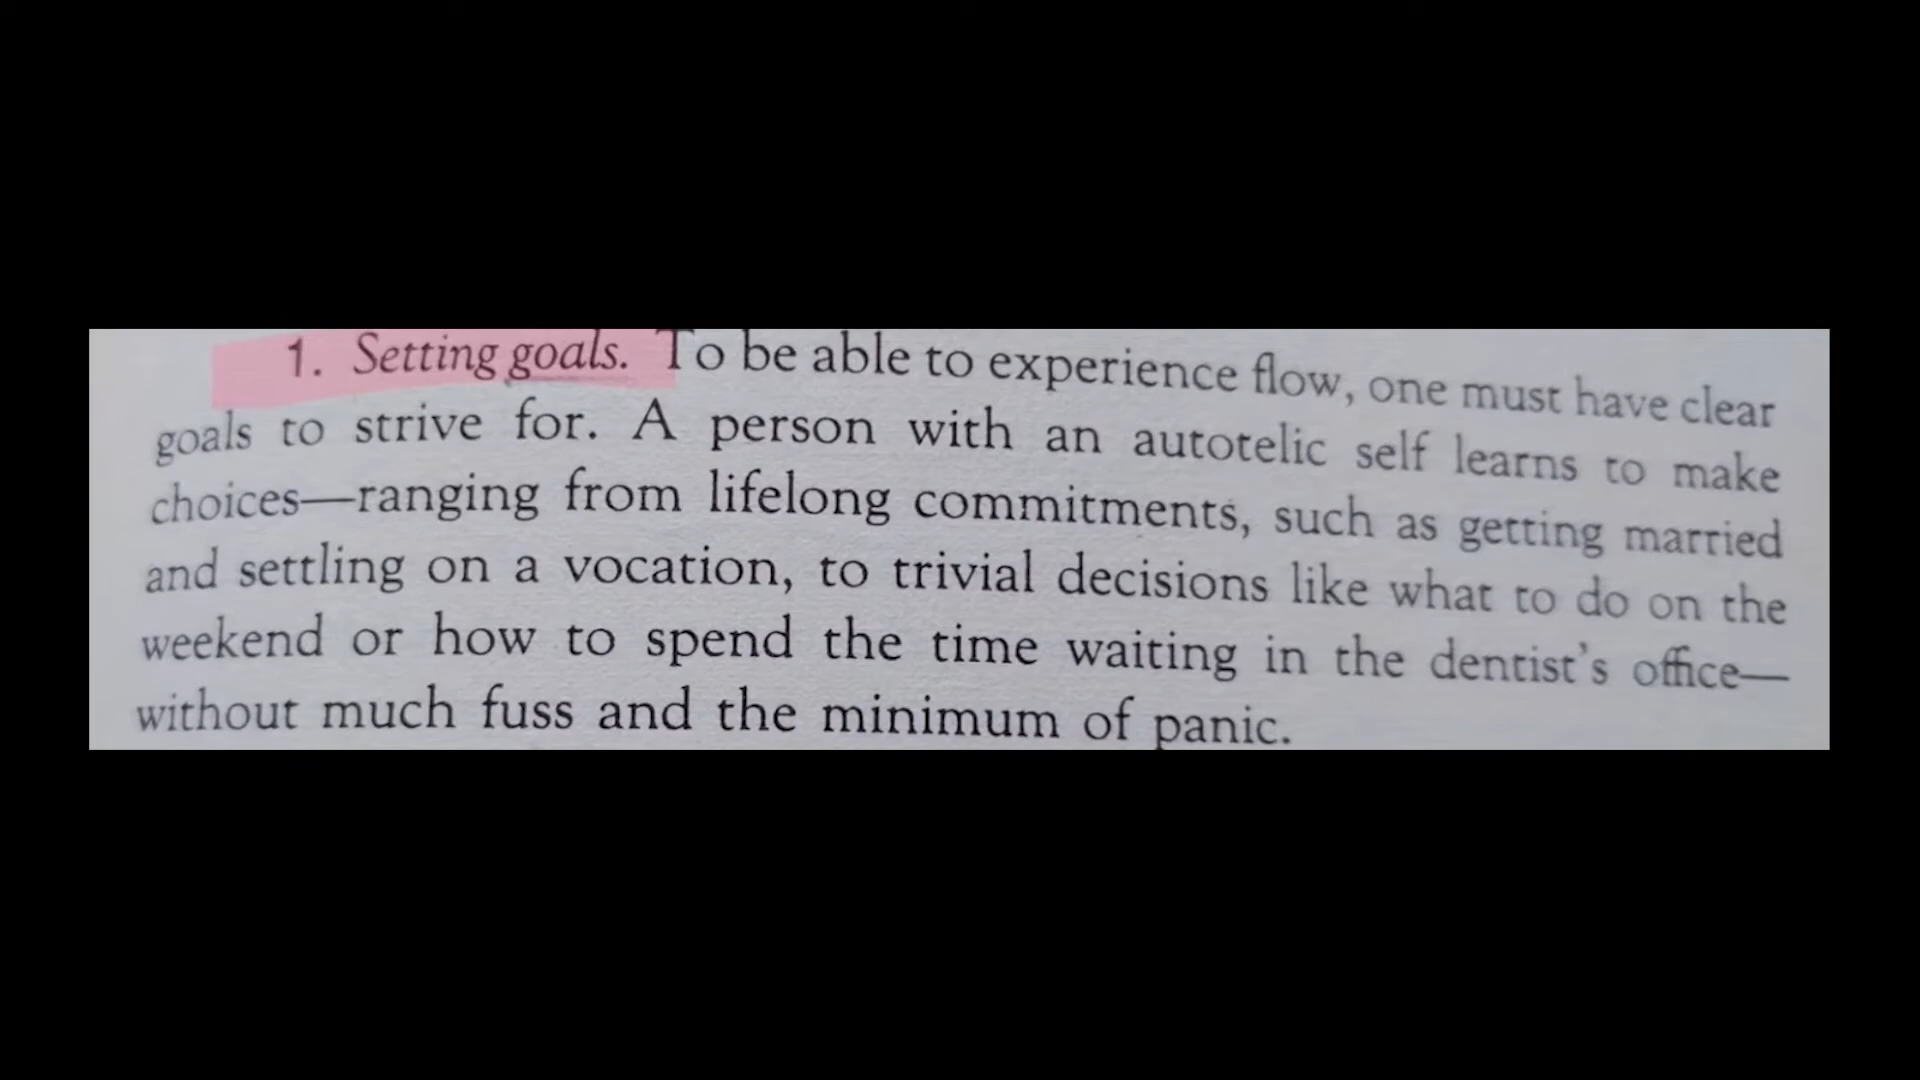 1. Setting goals. To be able to experience flow, one must have clear
goals to strive for. A person with an autotelic self learns to make
choices—ranging from lifelong commitments, such as getting married
and settling on a vocation, to trivial decisions like what to do on the
weekend or how to spend the time waiting in the dentist's office—
without much fuss and the minimum of panic.